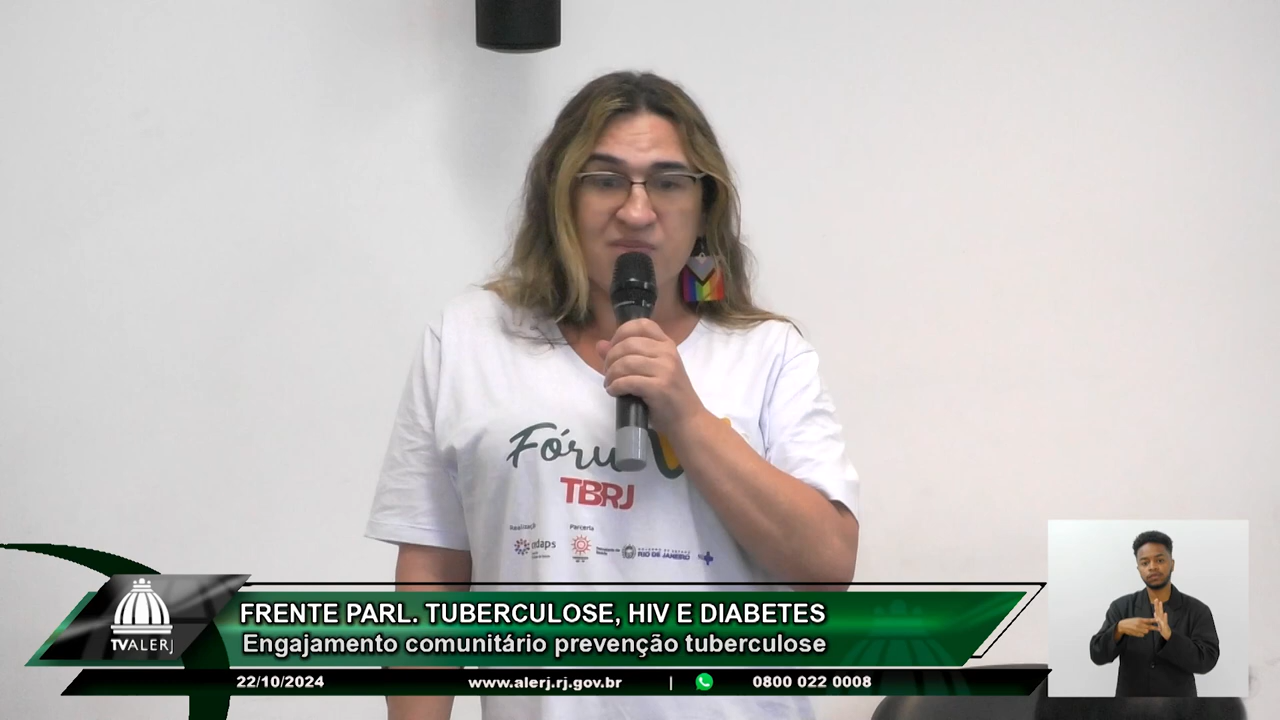 Fóru
TBRJ
Realização
Parceria
cedaps
RIO DE JANEIRO
FRENTE PARL. TUBERCULOSE, HIV E DIABETES
TVALERJ
Engajamento comunitário prevenção tuberculose
22/10/2024
www.alerj.rj.gov.br
|
0800 022 0008